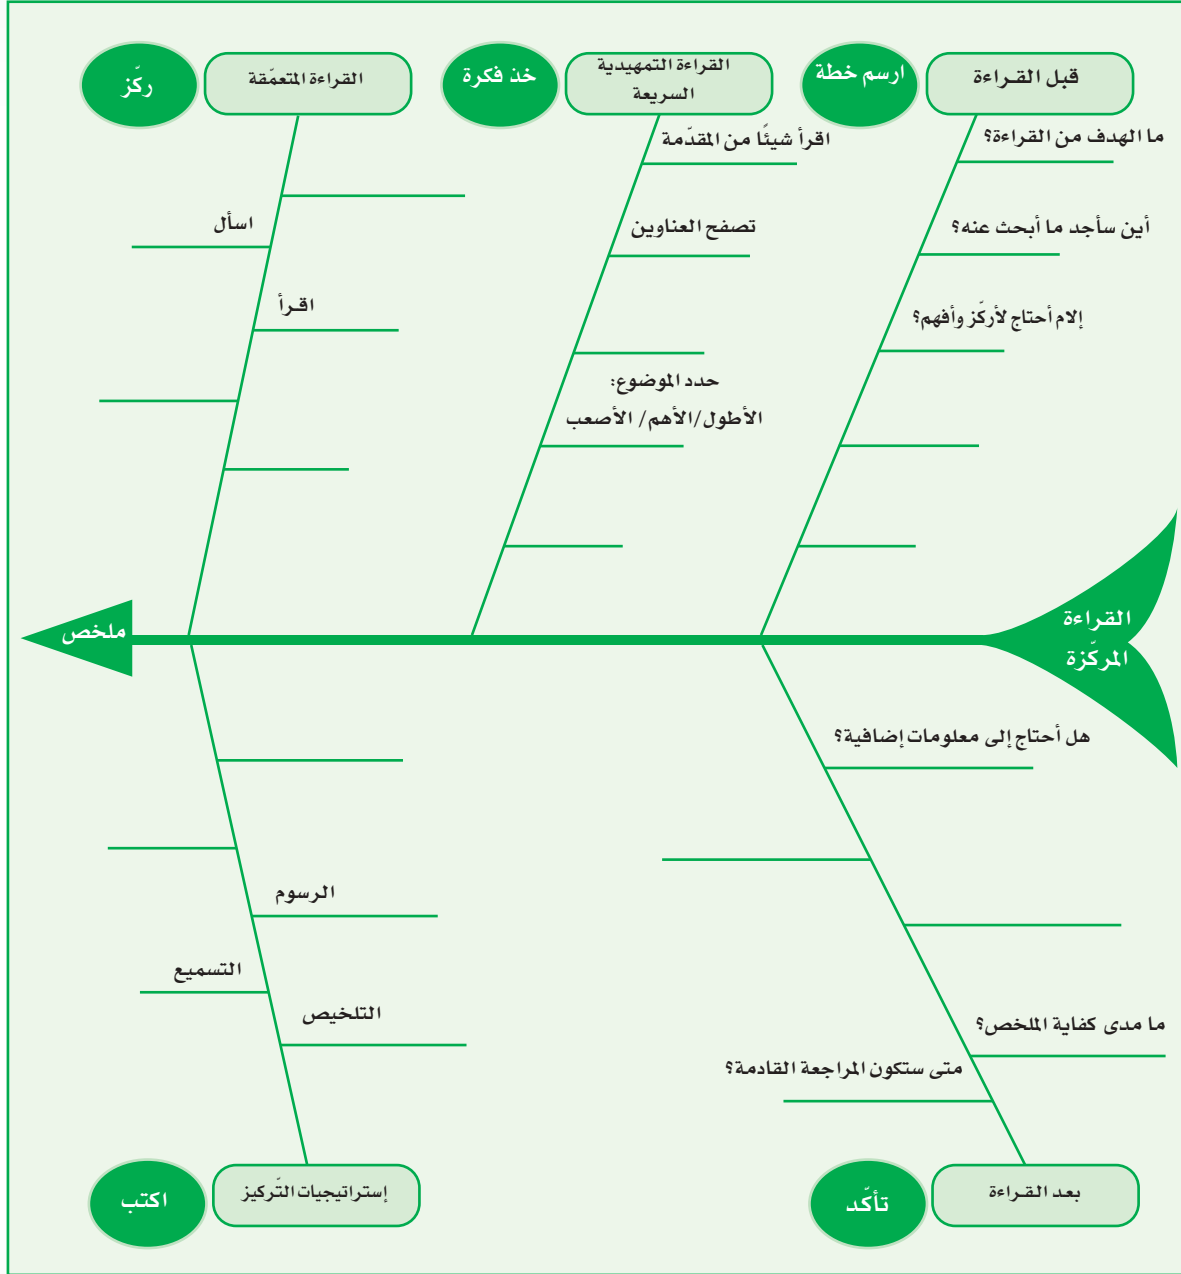 قبل القراءة
ارسم خطة
ما الهدف من القراءة؟
أين سأجد ما أبحث عنه؟
إلام أحتاج لأركّز وأفهم؟
القراءة التمهيدية
السريعة
خذ فكرة
اقرأ شيئًا من المقدّمة
تصفح العناوين
حدد الموضوع:
الأطول/الأهم/ الأصعب
القراءة المتعمّقة
ركّز
اسأل
اقرأ
القراءة
المركّزة
ملخص
هل أحتاج إلى معلومات إضافية؟
ما مدى كفاية الملخص؟
متى ستكون المراجعة القادمة؟
بعد القراءة
تأكّد
الرسوم
التسميع
التلخيص
إستراتيجيات التّركيز
اكتب